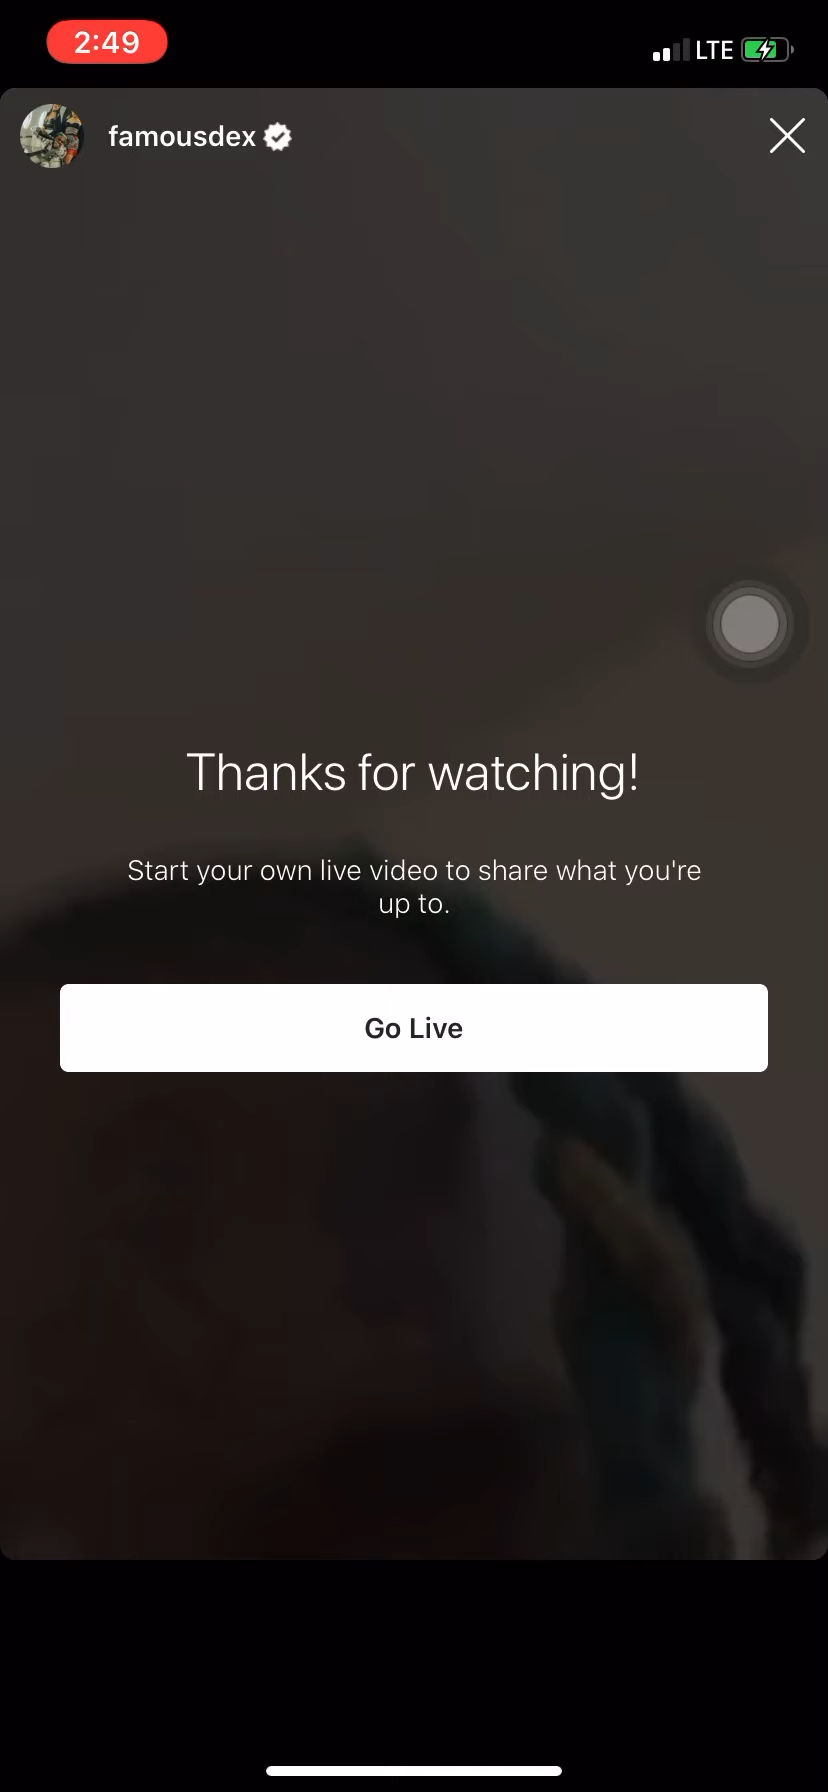 2:49
LTE
famousdex
Thanks for watching!
Start your own live video to share what you're
up to.
Go Live